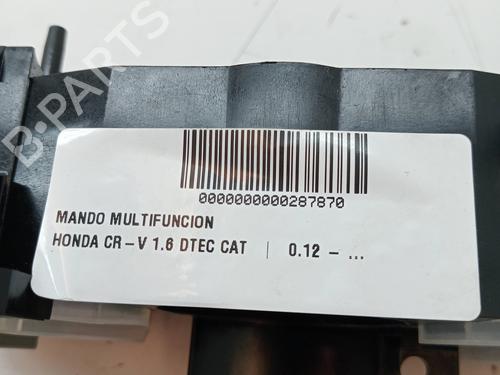 B-PARTS
0000000000287870
MANDO MULTIFUNCION
HONDA CR-V 1.6 DTEC CAT | 0.12 - ...